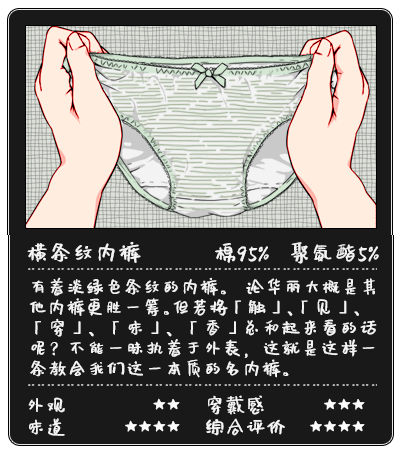 横条纹内裤 棉95% 聚氨酯5%
有着淡绿色条纹的内裤。 论华丽大概是其
他内裤更胜一筹。但若将「触」、「见」、
「穿」、「味」、「香」总和起来看的话
呢？不能一昧执着于外表，这就是这样一
条教会我们这一本质的名内裤。
外观 ★★ 穿戴感 ★★★
味道 ★★★★ 综合评价 ★★★★